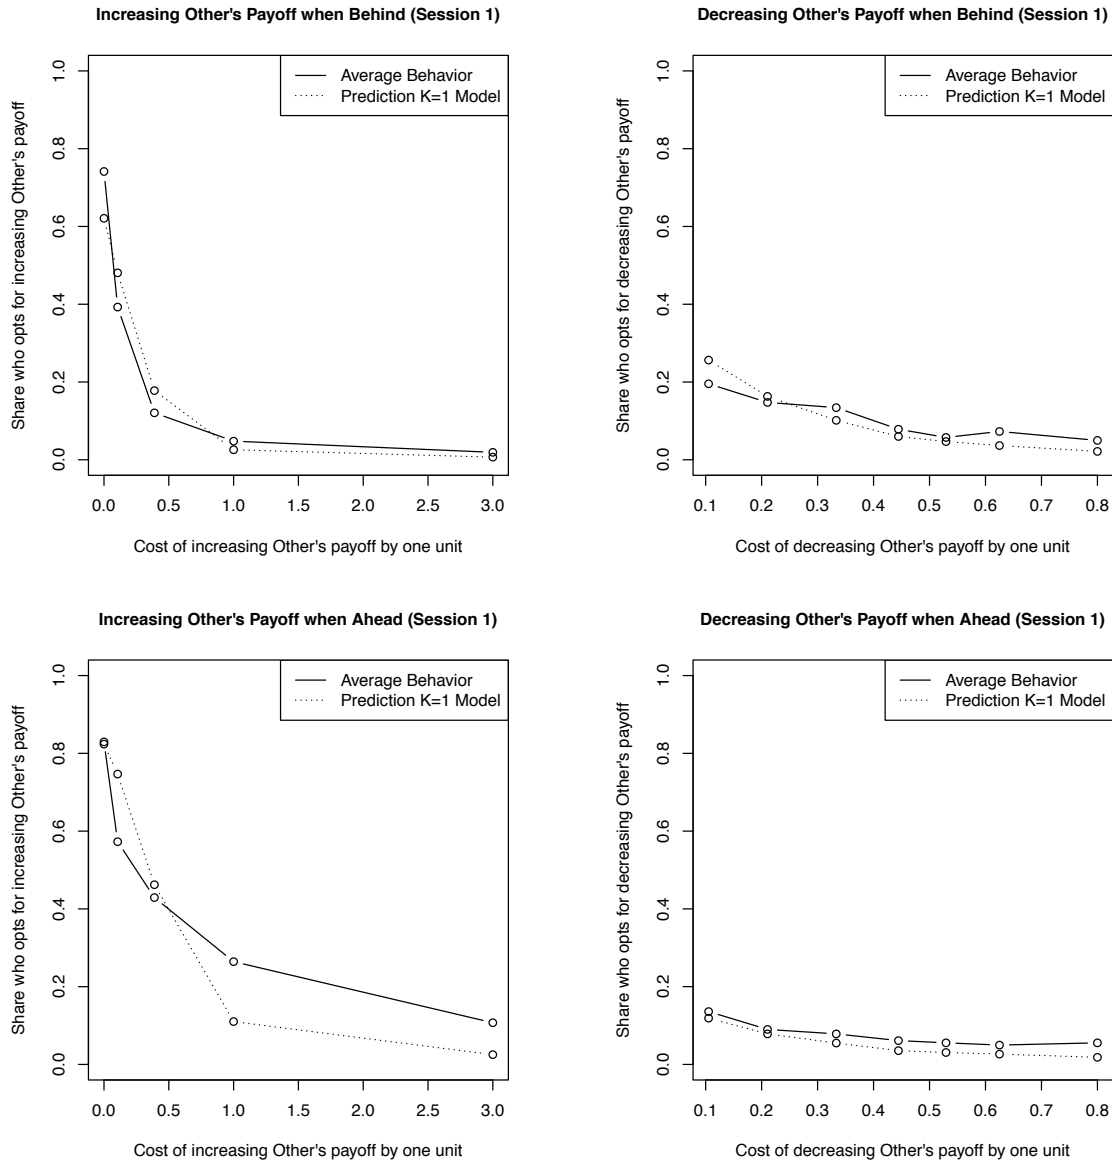 Increasing Other's Payoff when Behind (Session 1)
Average Behavior
Prediction K=1 Model
Share who opts for increasing Other's payoff
1.0
0.8
0.6
0.4
0.2
0.0
0.0 0.5 1.0 1.5 2.0 2.5 3.0
Cost of increasing Other's payoff by one unit
Decreasing Other's Payoff when Behind (Session 1)
Average Behavior
Prediction K=1 Model
Share who opts for decreasing Other's payoff
1.0
0.8
0.6
0.4
0.2
0.0
0.1 0.2 0.3 0.4 0.5 0.6 0.7 0.8
Cost of decreasing Other's payoff by one unit
Increasing Other's Payoff when Ahead (Session 1)
Average Behavior
Prediction K=1 Model
Share who opts for increasing Other's payoff
1.0
0.8
0.6
0.4
0.2
0.0
0.0 0.5 1.0 1.5 2.0 2.5 3.0
Cost of increasing Other's payoff by one unit
Decreasing Other's Payoff when Ahead (Session 1)
Average Behavior
Prediction K=1 Model
Share who opts for decreasing Other's payoff
1.0
0.8
0.6
0.4
0.2
0.0
0.1 0.2 0.3 0.4 0.5 0.6 0.7 0.8
Cost of decreasing Other's payoff by one unit